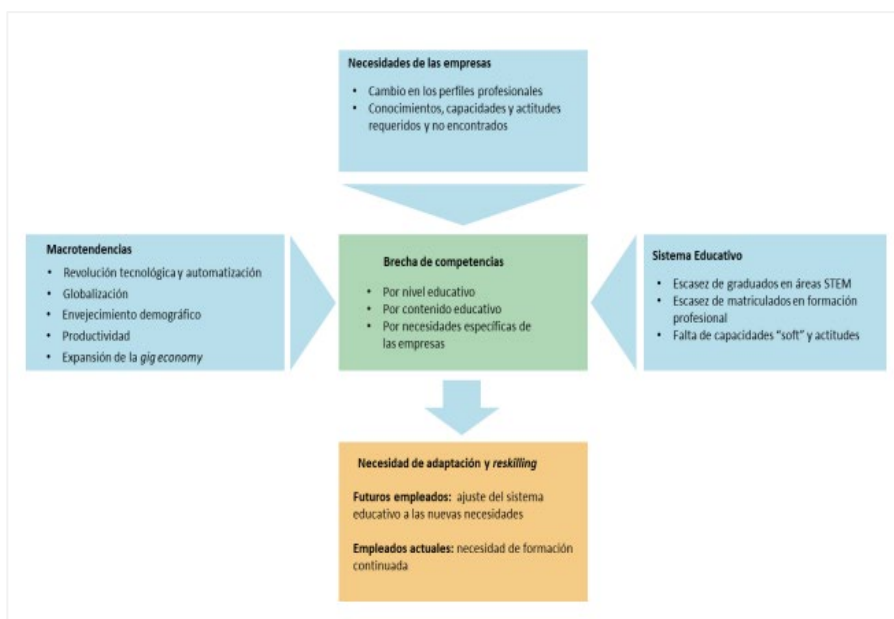 Necesidades de las empresas
• Cambio en los perfiles profesionales
• Conocimientos, capacidades y actitudes
requeridos y no encontrados
Macrotendencias
• Revolución tecnológica y automatización
• Globalización
• Envejecimiento demográfico
• Productividad
• Expansión de la gig economy
Brecha de competencias
• Por nivel educativo
• Por contenido educativo
• Por necesidades específicas de
las empresas
Sistema Educativo
• Escasez de graduados en áreas STEM
• Escasez de matriculados en formación
profesional
• Falta de capacidades “soft” y actitudes
Necesidad de adaptación y reskilling
Futuros empleados: ajuste del sistema
educativo a las nuevas necesidades
Empleados actuales: necesidad de formación
continuada